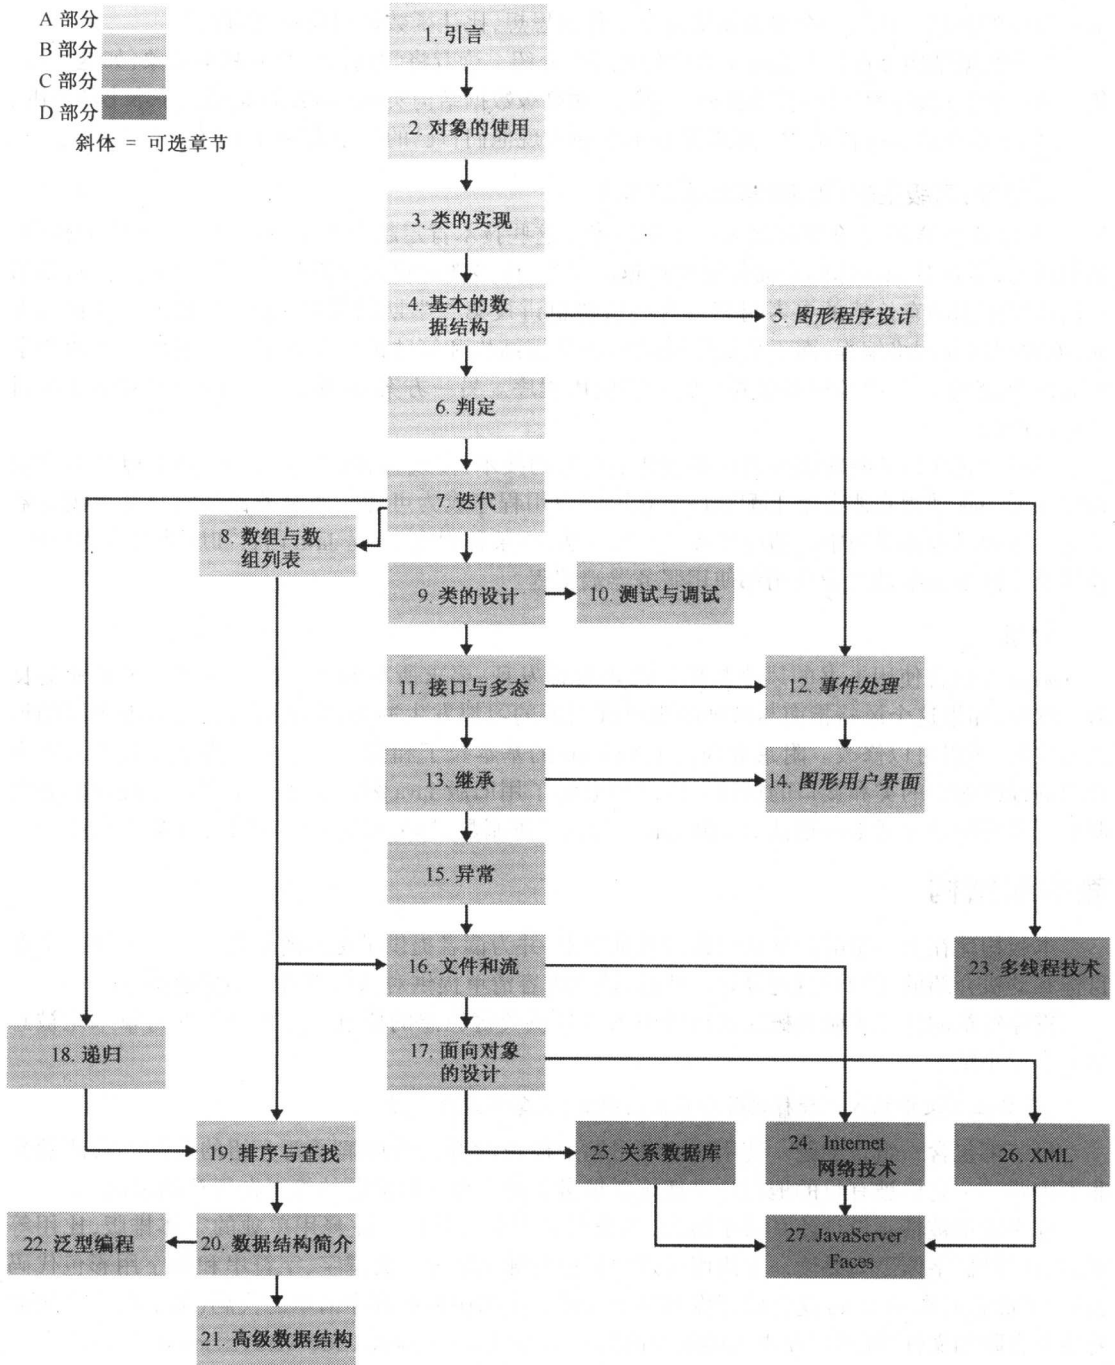 A 部分
B 部分
C 部分
D 部分
斜体 = 可选章节
1. 引言
2. 对象的使用
3. 类的实现
4. 基本的数
据结构
5. 图形程序设计
6. 判定
7. 迭代
8. 数组与数
组列表
9. 类的设计
10. 测试与调试
11. 接口与多态
12. 事件处理
13. 继承
14. 图形用户界面
15. 异常
16. 文件和流
23. 多线程技术
18. 递归
17. 面向对象
的设计
19. 排序与查找
25. 关系数据库
24. Internet
网络技术
26. XML
22. 泛型编程
20. 数据结构简介
27. JavaServer
Faces
21. 高级数据结构